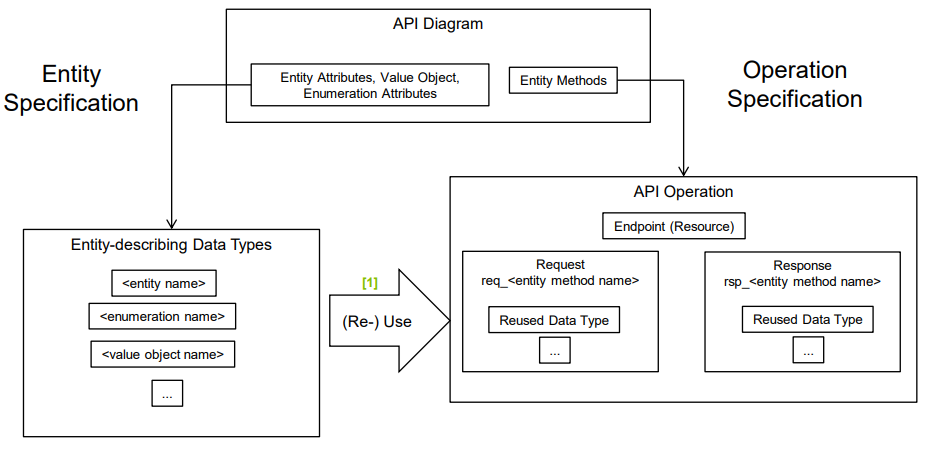 API Diagram
Entity
Specification
Entity Attributes, Value Object,
Enumeration Attributes
Entity Methods
Operation
Specification
API Operation
Endpoint (Resource)
Entity-describing Data Types
<entity name>
<enumeration name>
<value object name>
...
[1]
(Re-) Use
Request
req_<entity method name>
Reused Data Type
...
Response
rsp_<entity method name>
Reused Data Type
...